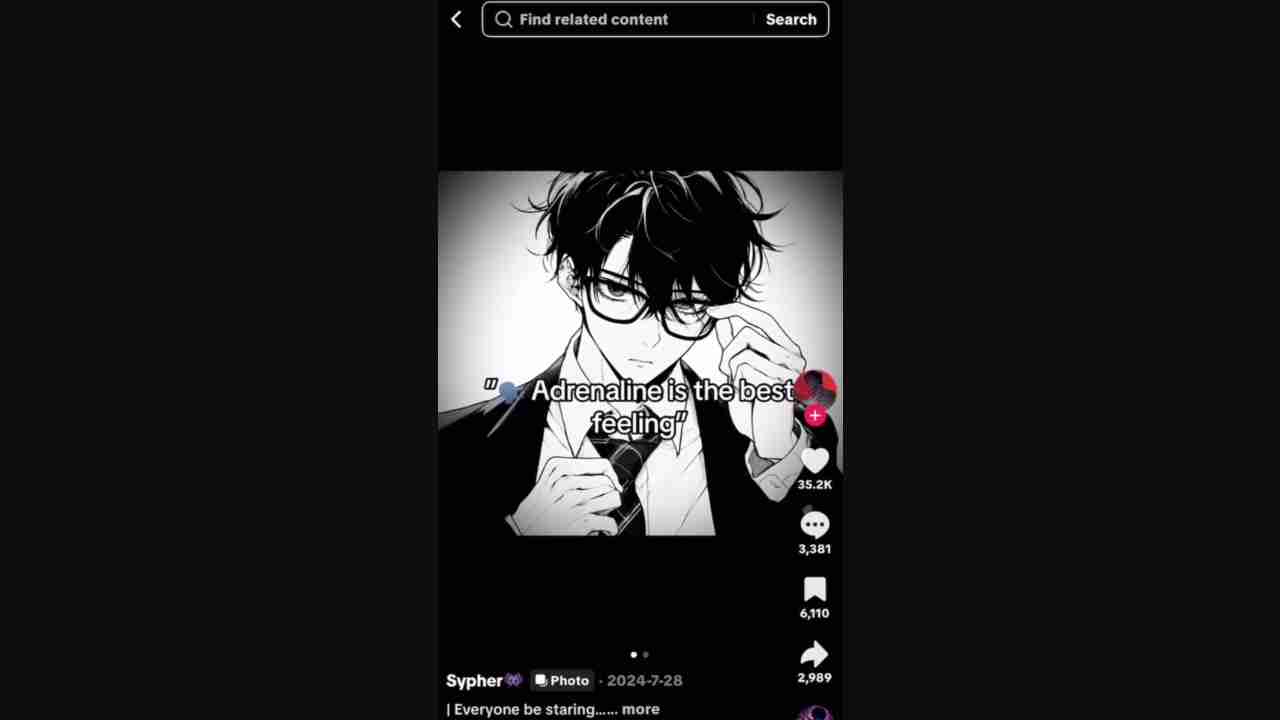 Find related content
Search
"🗣️ Adrenaline is the best
feeling"
35.2K
3,381
6,110
2,989
Sypher
Photo · 2024-7-28
| Everyone be staring...... more